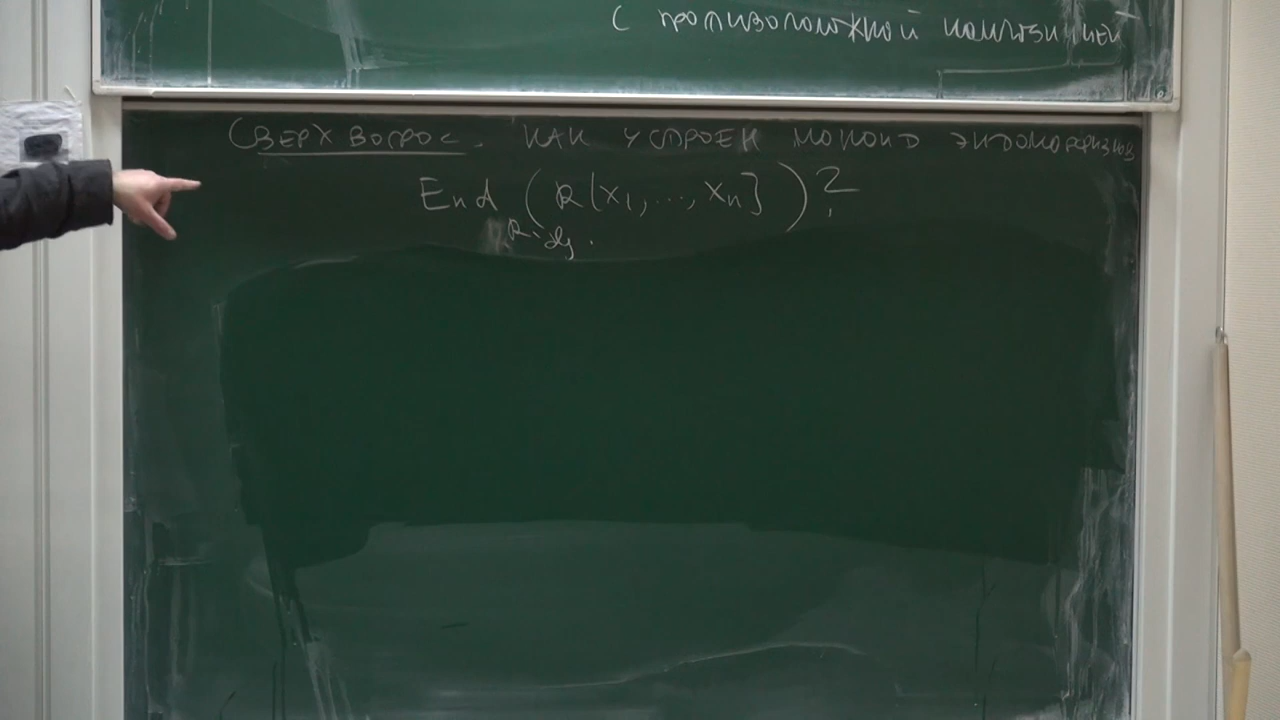 с противоположной композицией
Сверхвопрос. Как устроен моноид эндоморфизмов
End R-alg. (R[x₁, ..., xₙ])?